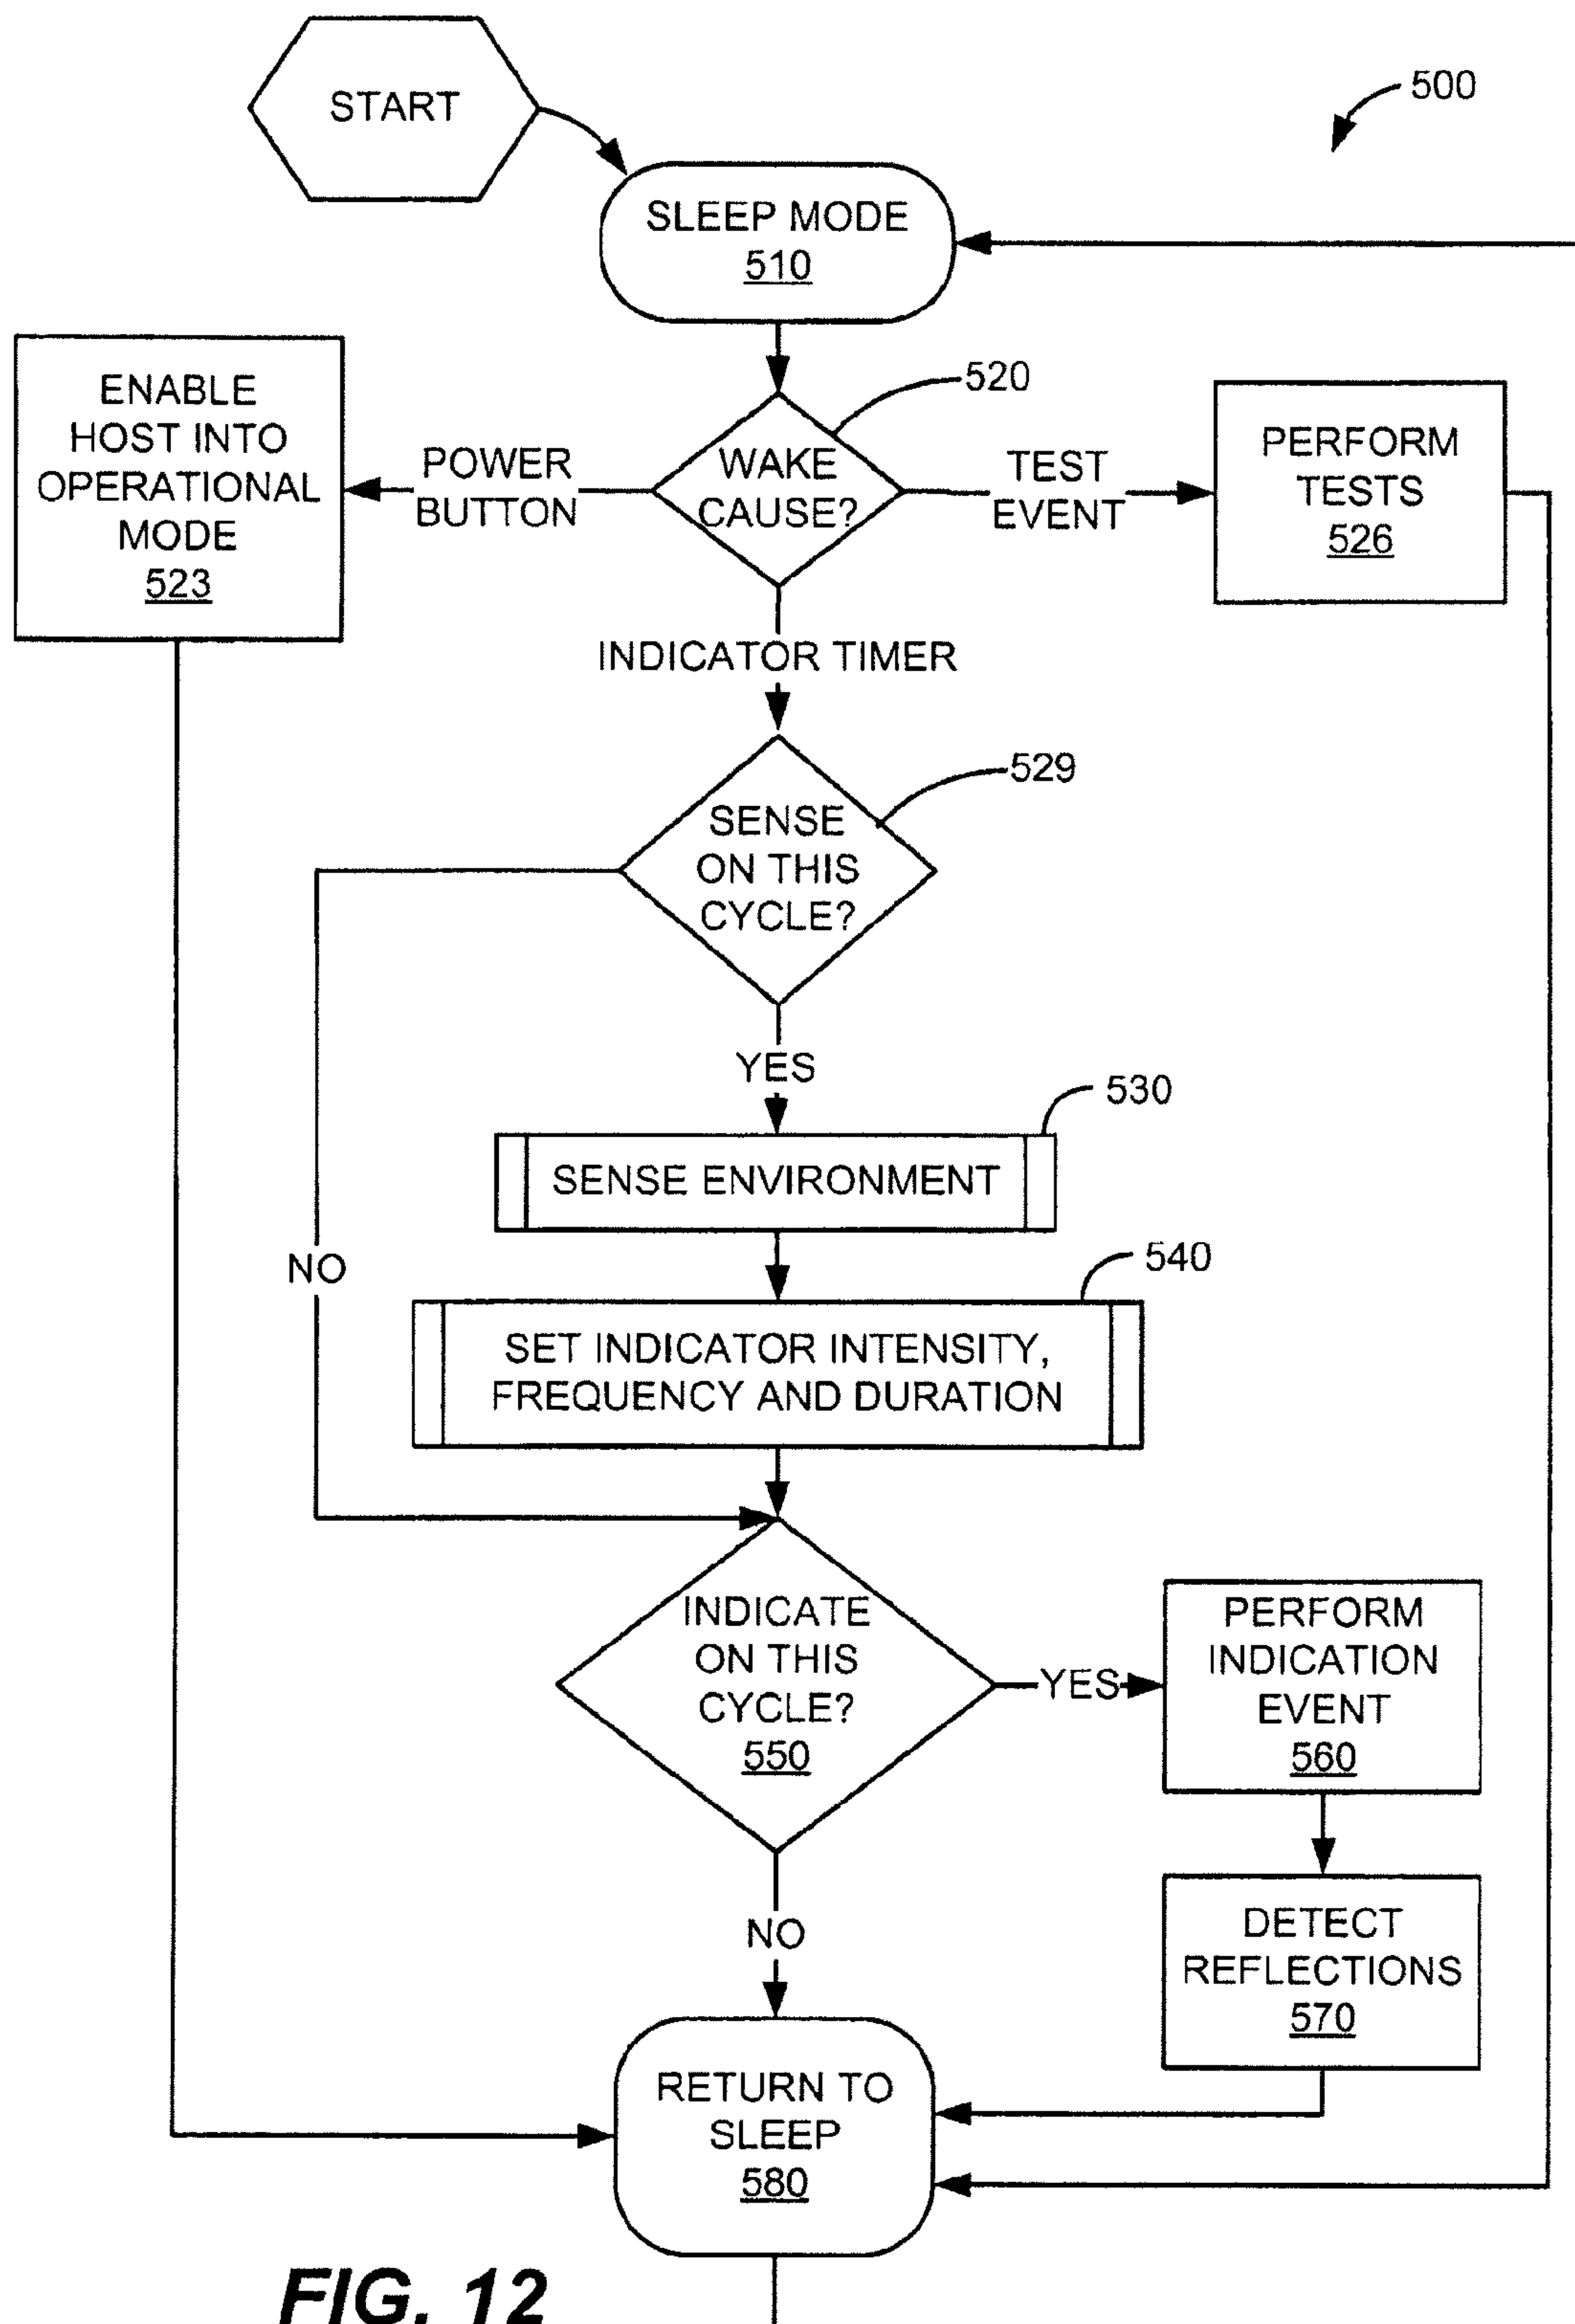 START
500
SLEEP MODE
510
ENABLE
HOST INTO
OPERATIONAL
MODE
523
POWER
BUTTON
WAKE
CAUSE?
520
TEST
EVENT
PERFORM
TESTS
526
INDICATOR TIMER
SENSE
ON THIS
CYCLE?
529
YES
NO
SENSE ENVIRONMENT
530
SET INDICATOR INTENSITY,
FREQUENCY AND DURATION
540
INDICATE
ON THIS
CYCLE?
550
YES
PERFORM
INDICATION
EVENT
560
DETECT
REFLECTIONS
570
NO
RETURN TO
SLEEP
580
FIG. 12